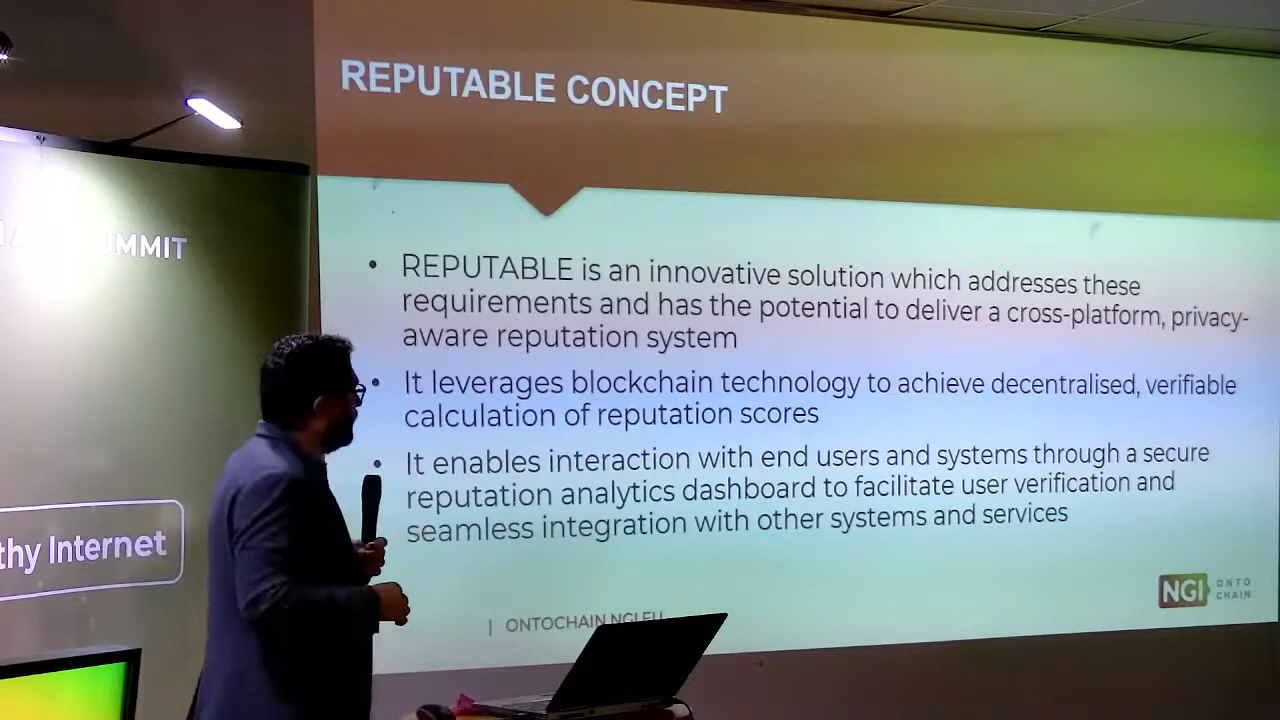 REPUTABLE CONCEPT
• REPUTABLE is an innovative solution which addresses these
requirements and has the potential to deliver a cross-platform, privacy-
aware reputation system
• It leverages blockchain technology to achieve decentralised, verifiable
calculation of reputation scores
• It enables interaction with end users and systems through a secure
reputation analytics dashboard to facilitate user verification and
seamless integration with other systems and services
| ONTOCHAIN.NGI.EU
NGI ONTO
CHAIN
Internet